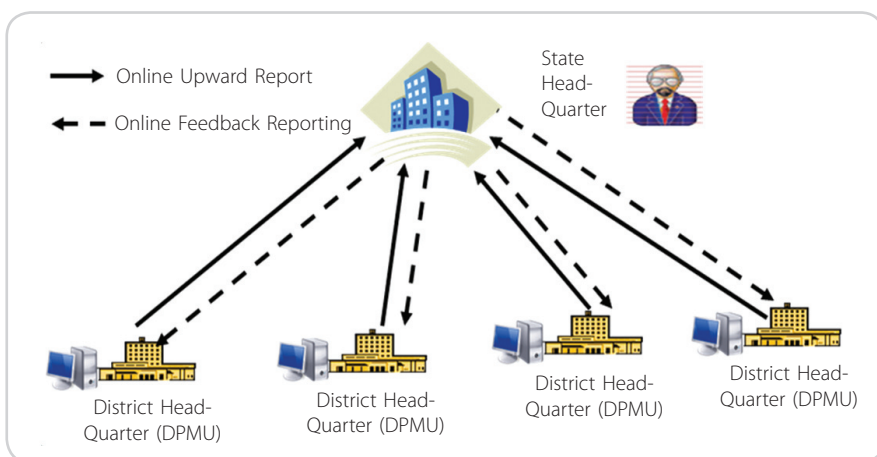 Online Upward Report
Online Feedback Reporting
State
Head-
Quarter
District Head-
Quarter (DPMU)
District Head-
Quarter (DPMU)
District Head-
Quarter (DPMU)
District Head-
Quarter (DPMU)